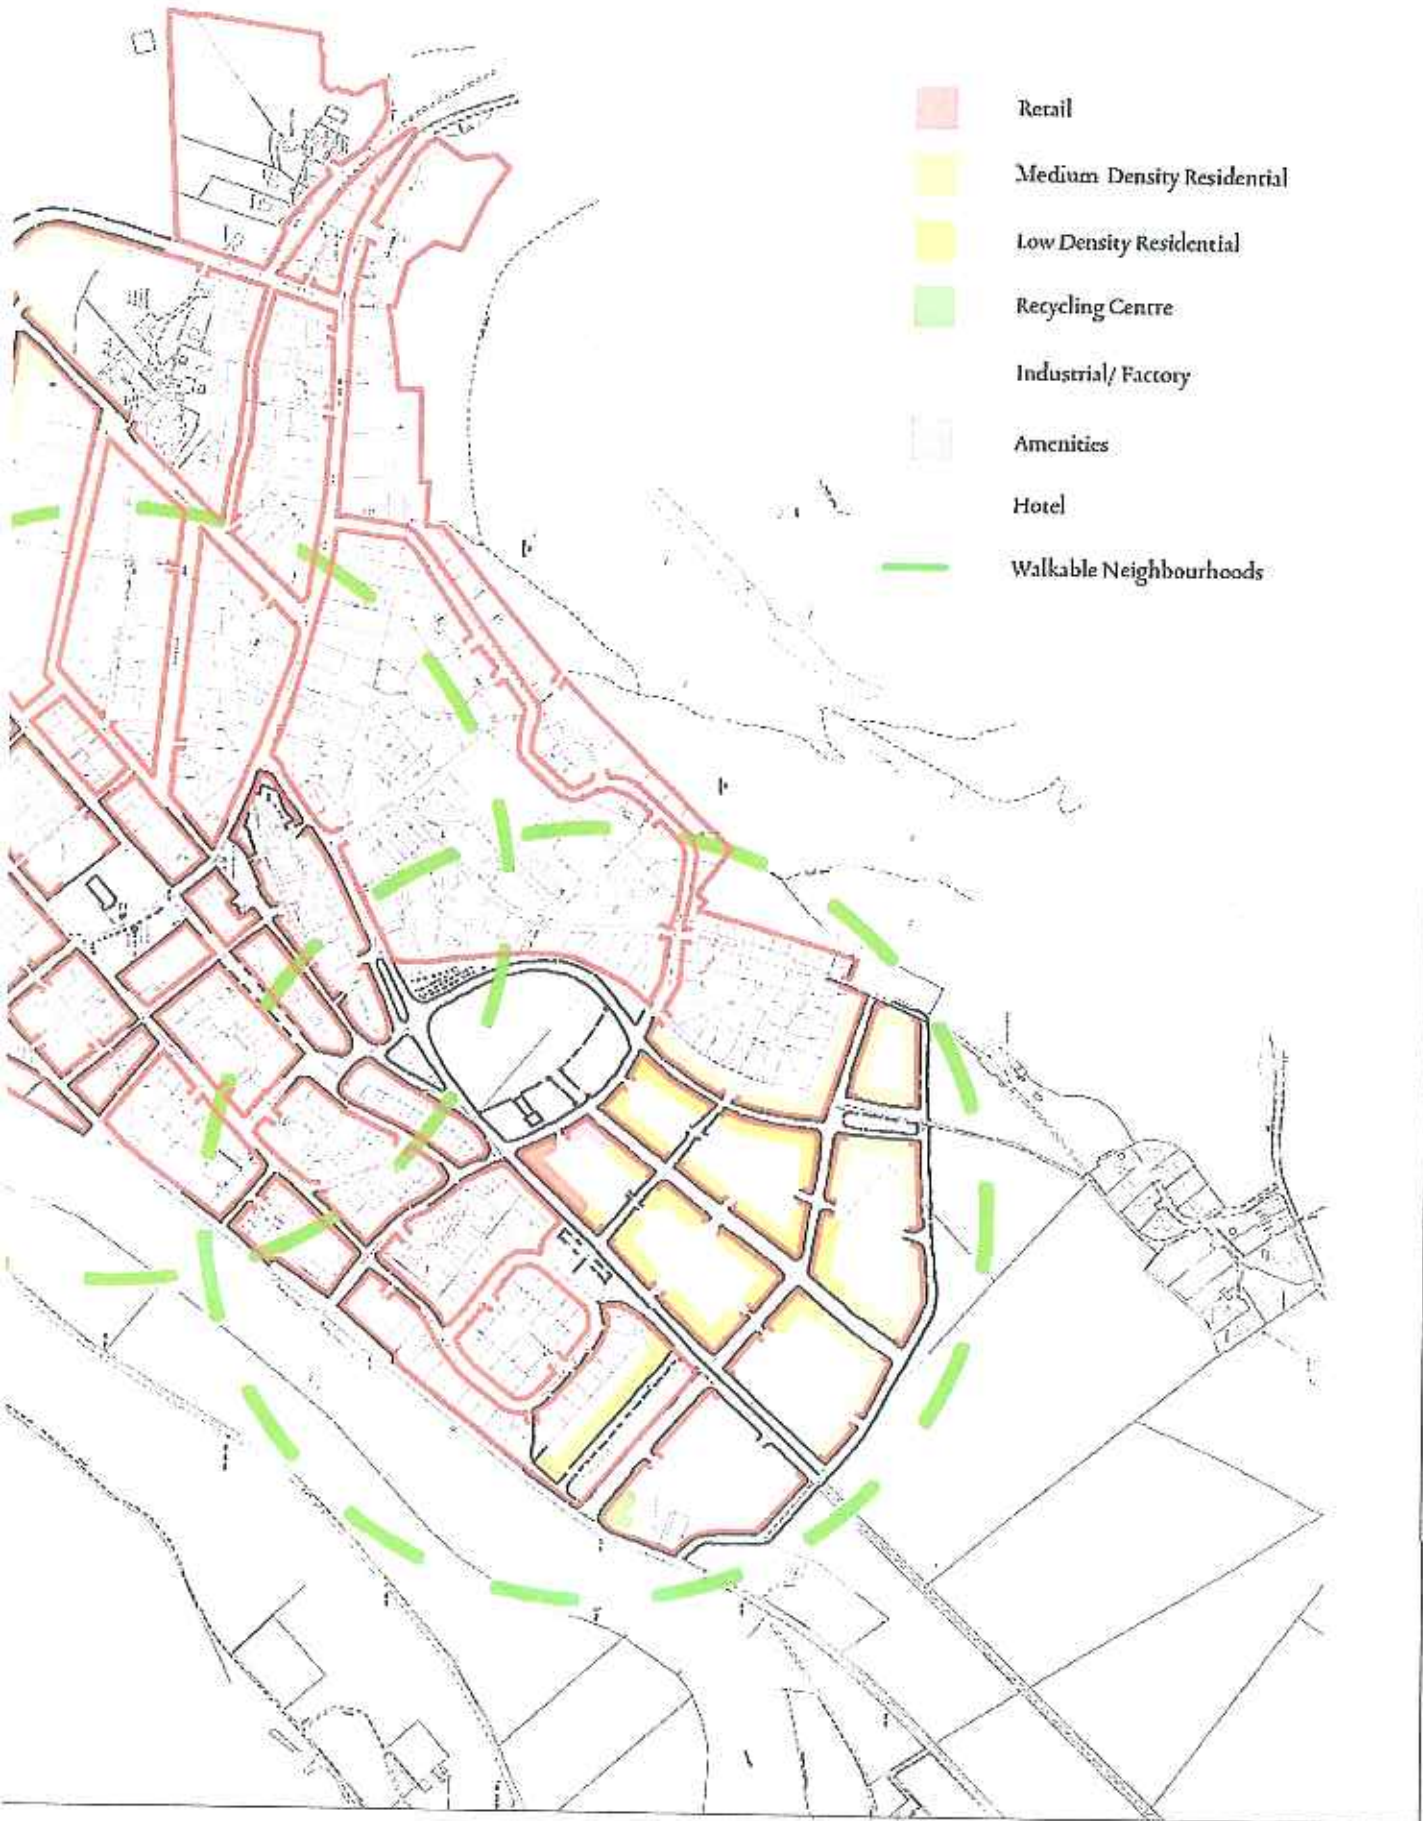 Retail
Medium Density Residential
Low Density Residential
Recycling Centre
Industrial/ Factory
Amenities
Hotel
Walkable Neighbourhoods